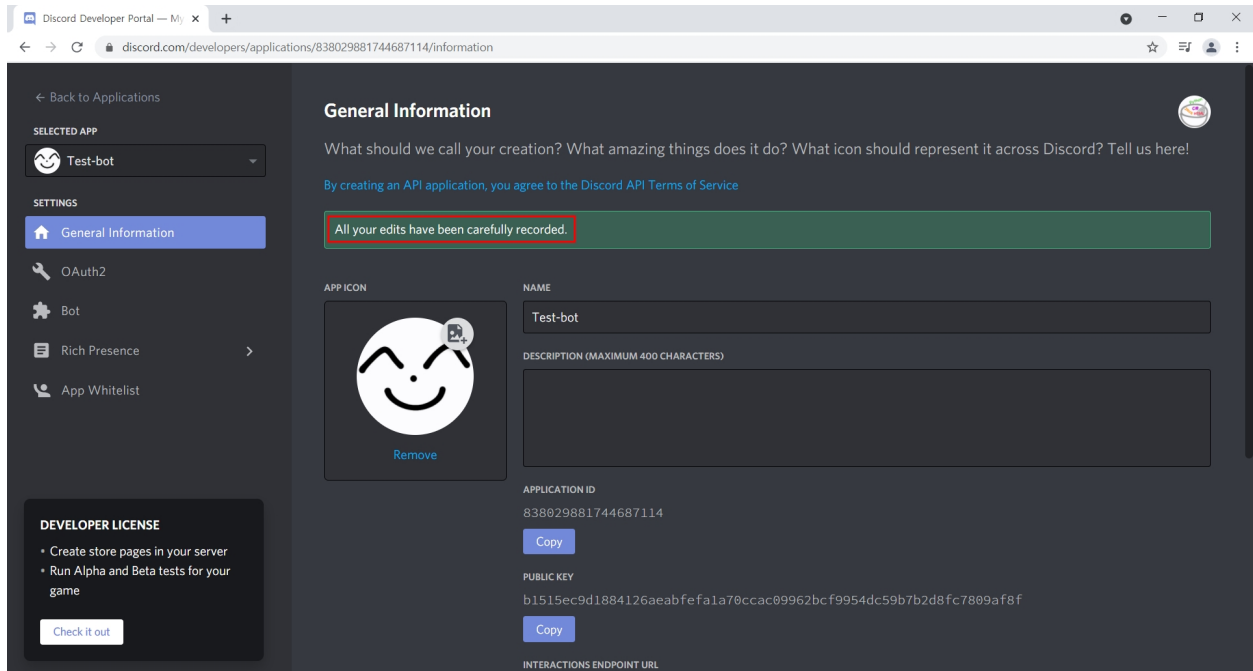 Discord Developer Portal — My
discord.com/developers/applications/838029881744687114/information
← Back to Applications
SELECTED APP
Test-bot
SETTINGS
General Information
OAuth2
Bot
Rich Presence
App Whitelist
DEVELOPER LICENSE
• Create store pages in your server
• Run Alpha and Beta tests for your
game
Check it out
General Information
What should we call your creation? What amazing things does it do? What icon should represent it across Discord? Tell us here!
By creating an API application, you agree to the Discord API Terms of Service
All your edits have been carefully recorded.
APP ICON
Remove
NAME
Test-bot
DESCRIPTION (MAXIMUM 400 CHARACTERS)
APPLICATION ID
838029881744687114
Copy
PUBLIC KEY
b1515ec9d1884126aeabfefa1a70ccac09962bcf9954dc59b7b2d8fc7809af8f
Copy
INTERACTIONS ENDPOINT URL